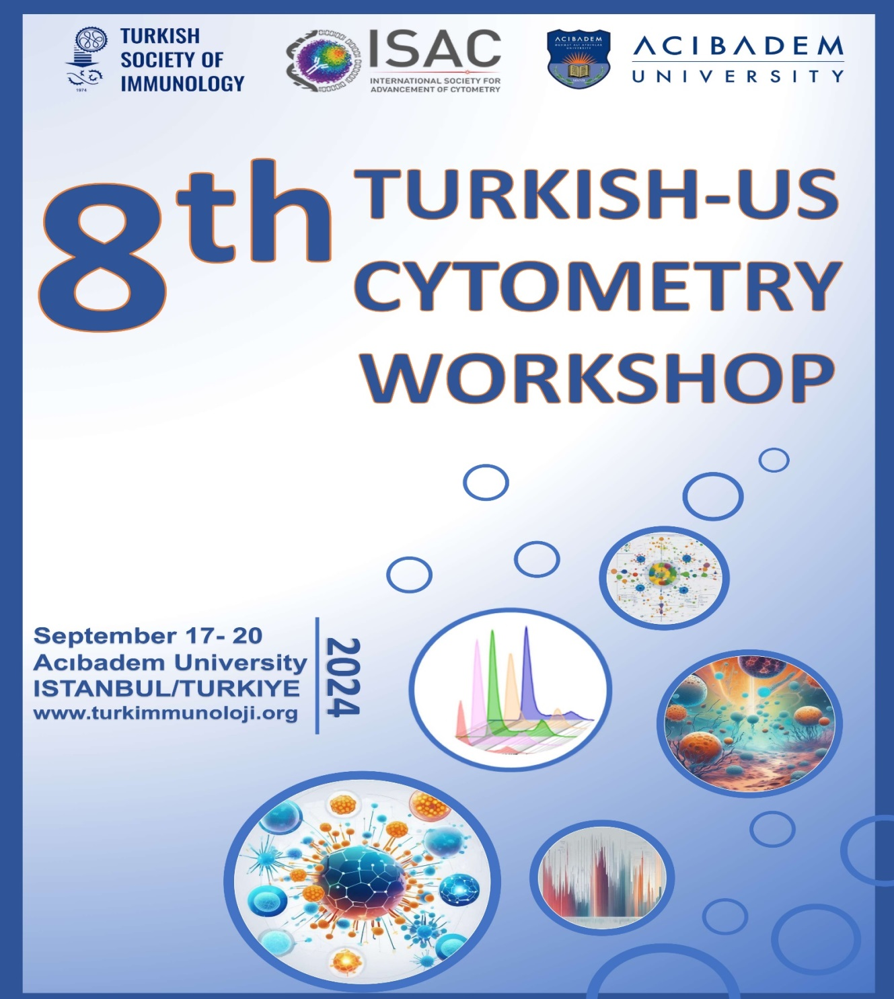 TURKISH
SOCIETY OF
IMMUNOLOGY
1974
ISAC
INTERNATIONAL SOCIETY FOR
ADVANCEMENT OF CYTOMETRY
ACIBADEM
UNIVERSITY
ACIBADEM
UNIVERSITY
8th
TURKISH-US
CYTOMETRY
WORKSHOP
September 17- 20
Acıbadem University
ISTANBUL/TURKIYE
www.turkimmunoloji.org
2024